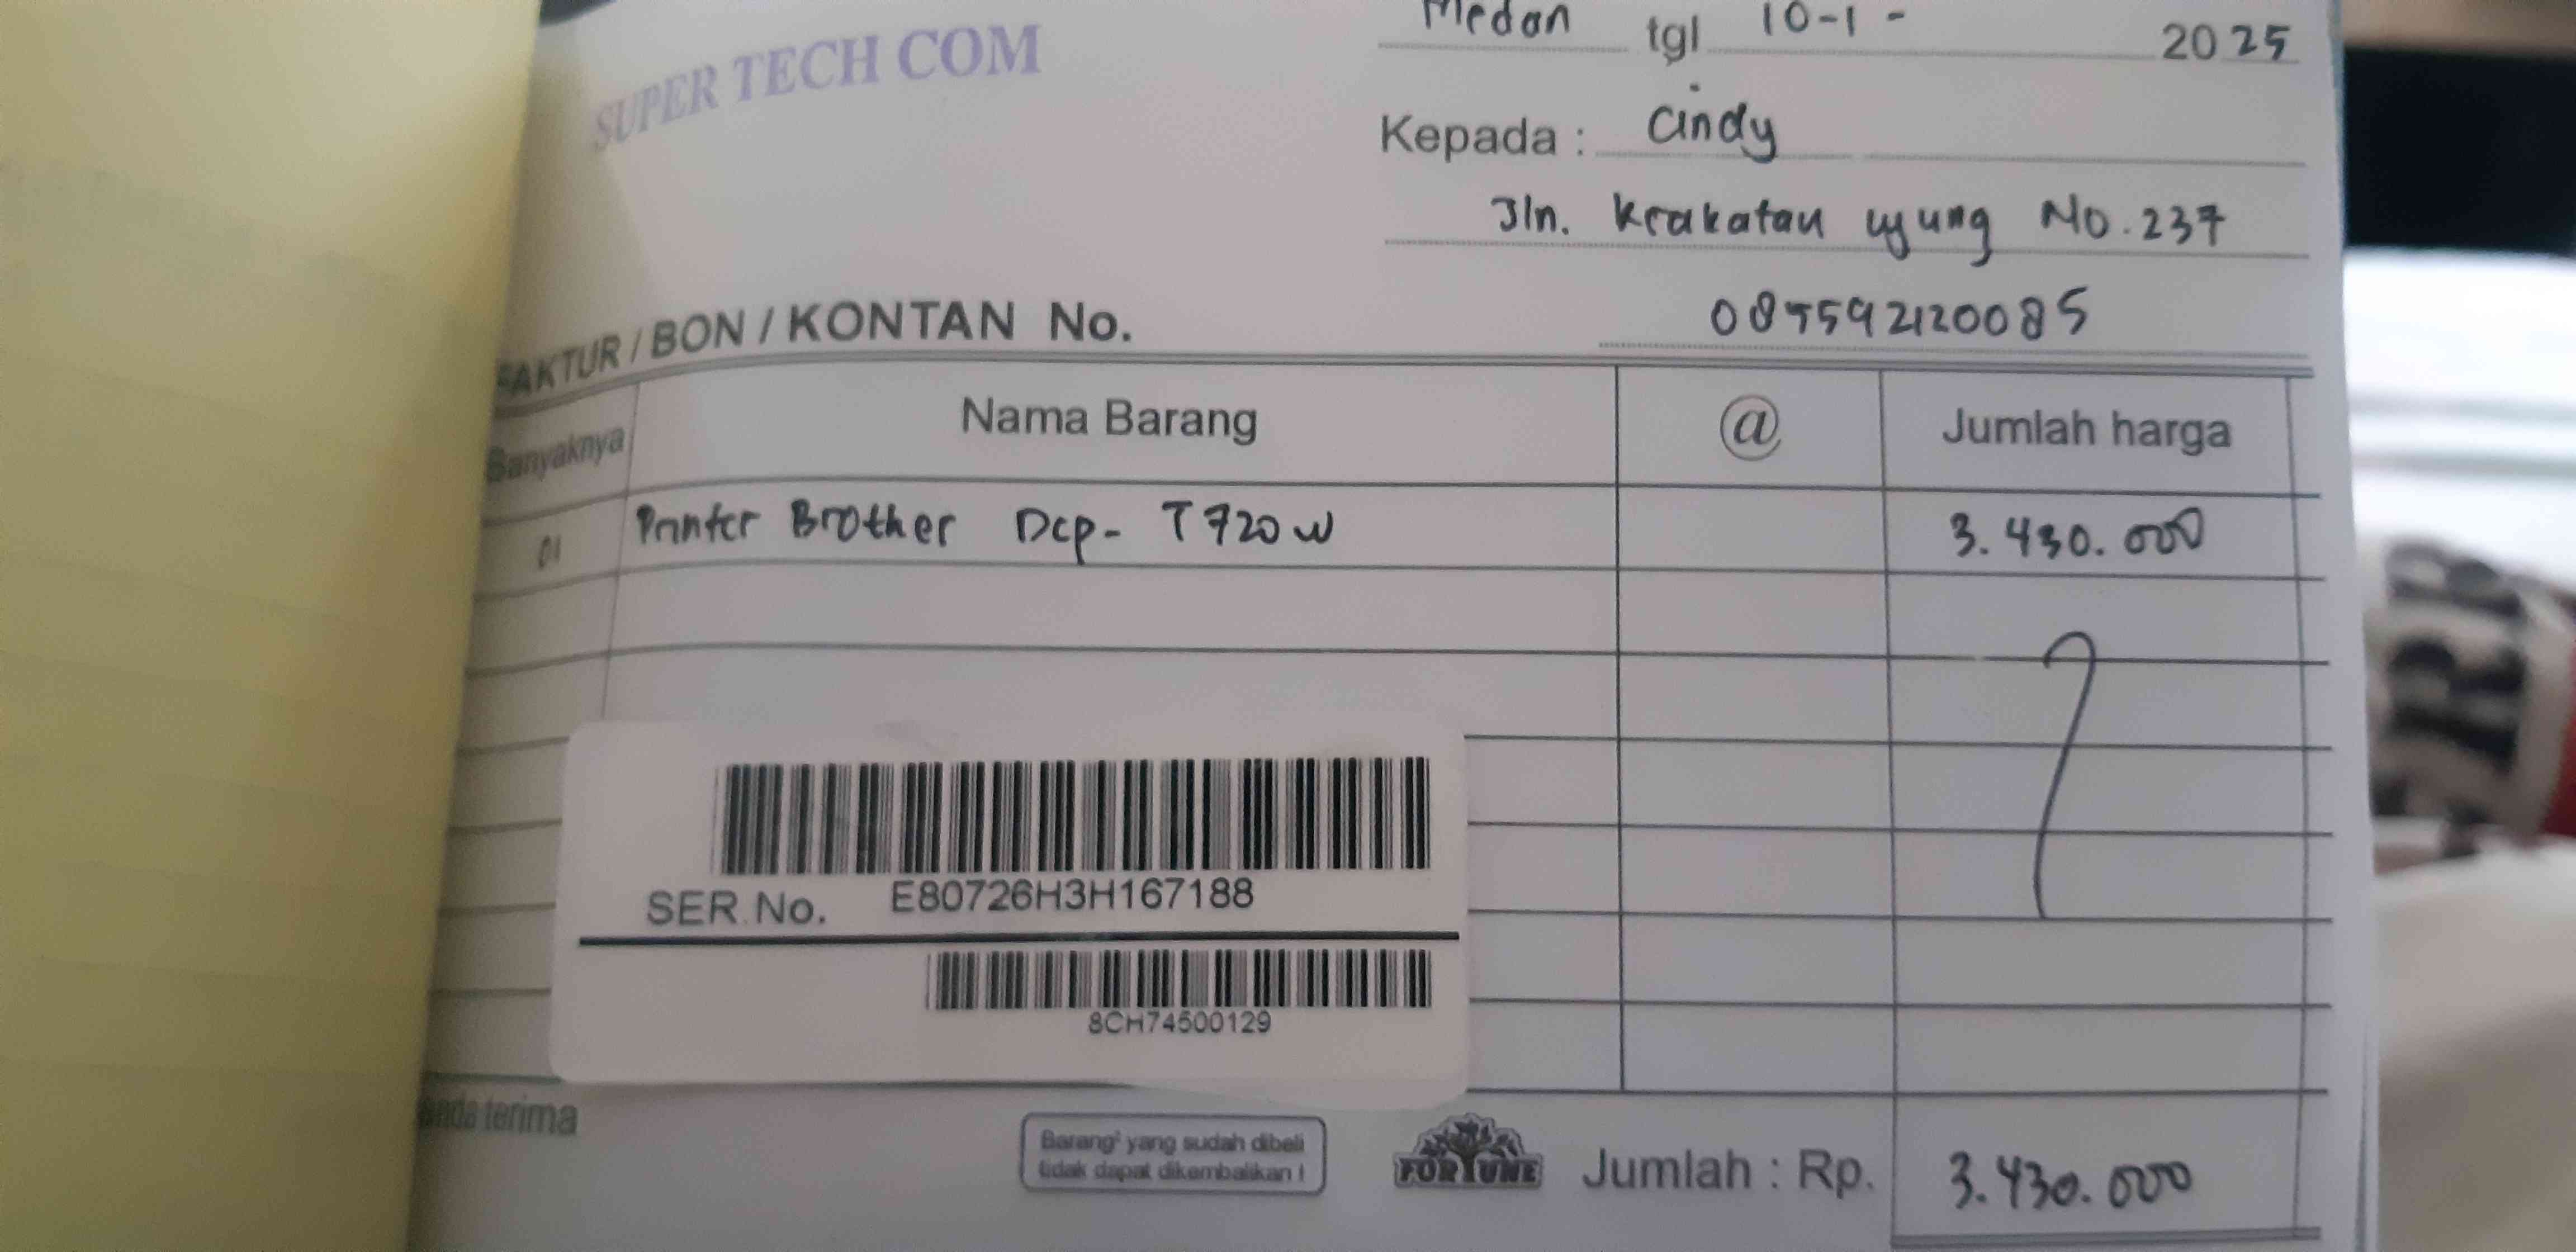 SUPER TECH COM
Medan tgl 10-1- 2025
Kepada : Cindy
Jln. Krakatau ujung No. 237
085592120085
FAKTUR / BON / KONTAN No.
Banyaknya Nama Barang @ Jumlah harga
01 Printer Brother Dcp- T720w 3.430.000
SER.No. E80726H3H167188
8CH74500129
terima
Barang² yang sudah dibeli
tidak dapat dikembalikan !
FORTUNE
Jumlah : Rp. 3.430.000